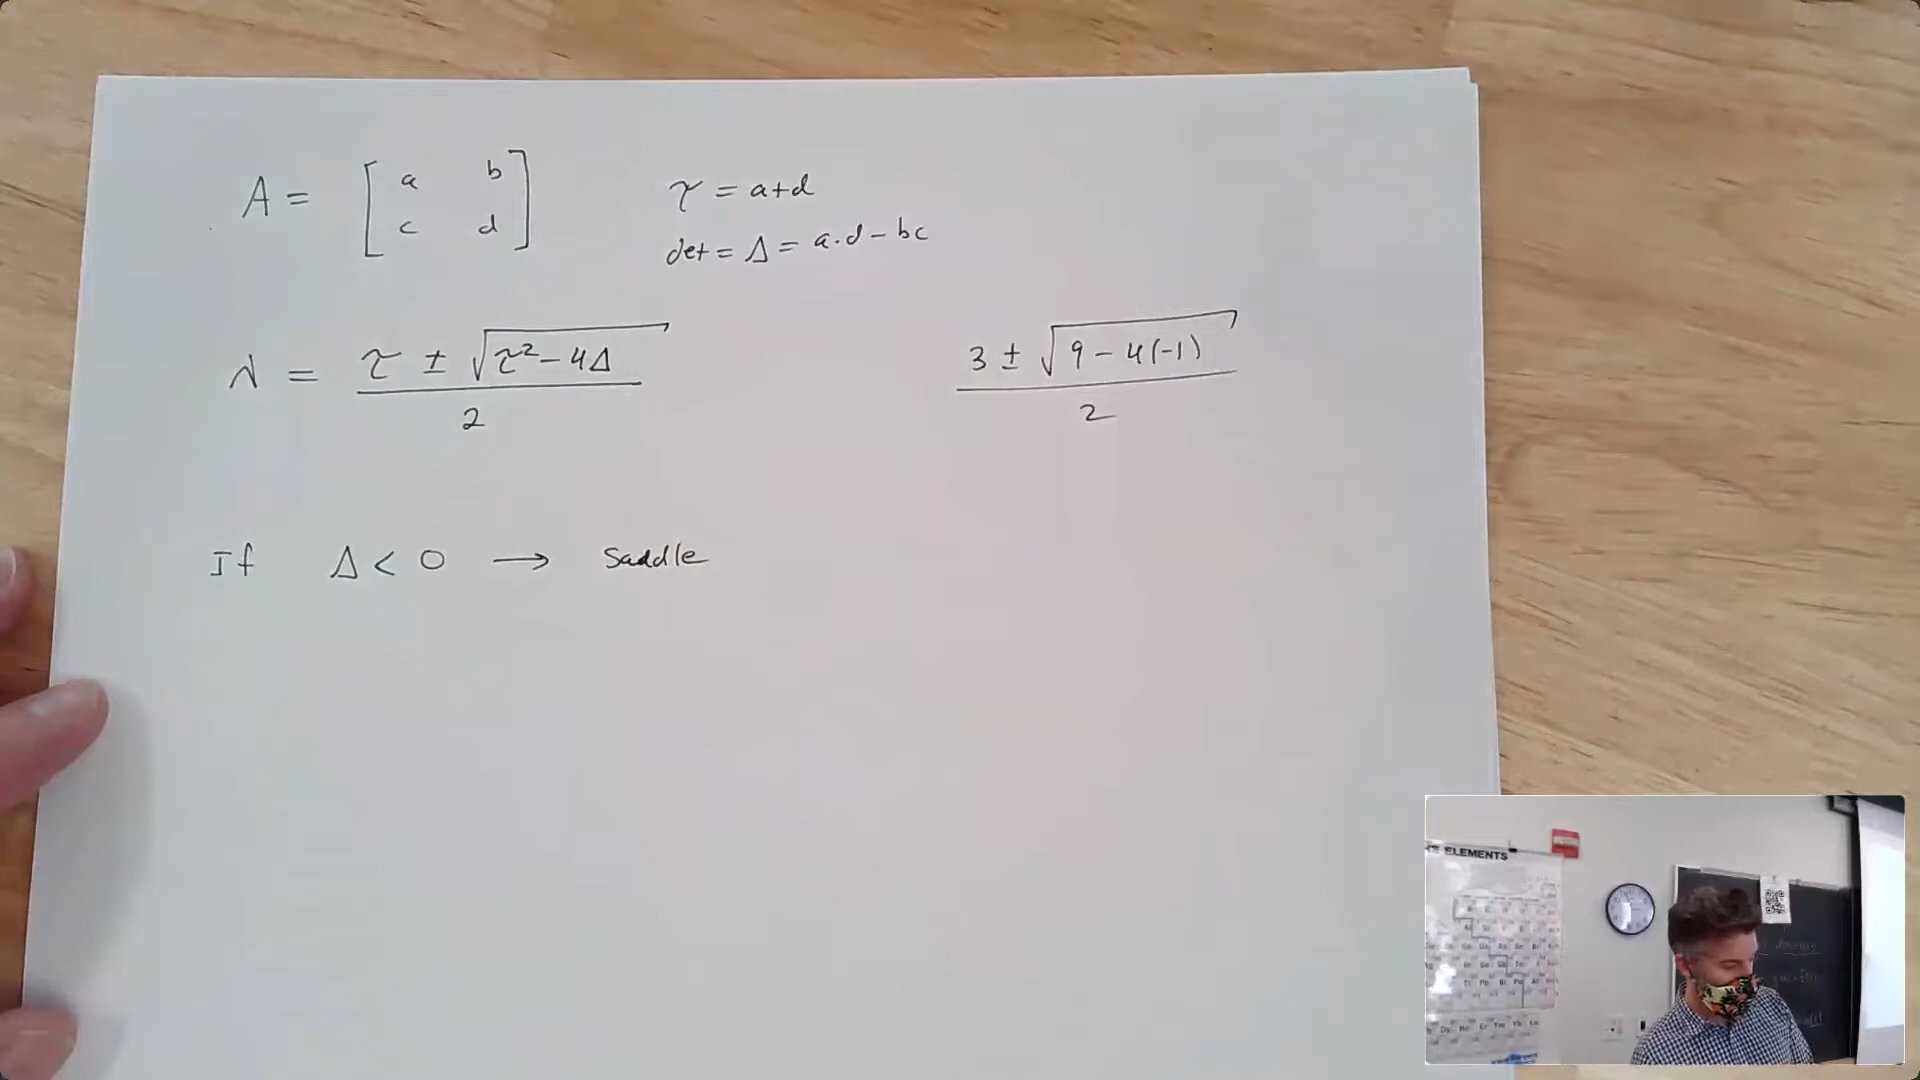 A = [ a b
c d ]
τ = a+d
det = Δ = a·d - bc
λ = τ ± √τ²-4Δ / 2
3 ± √9 - 4(-1) / 2
If Δ < 0 → Saddle
ELEMENTS